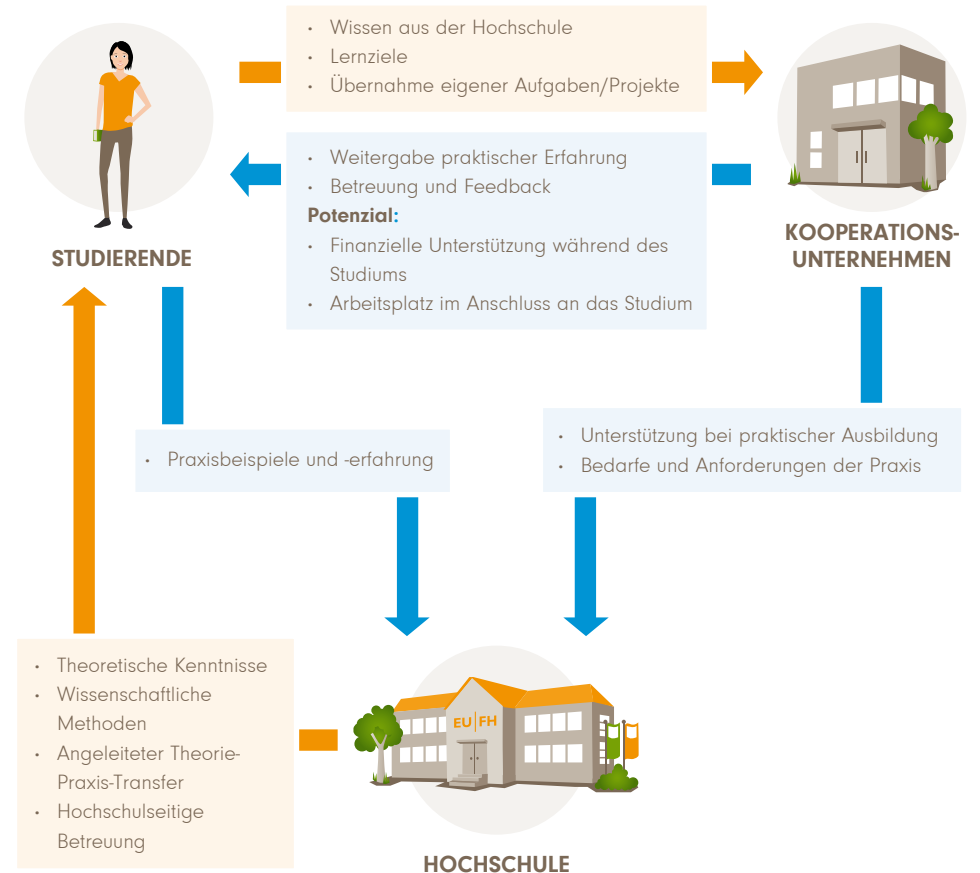 • Wissen aus der Hochschule
• Lernziele
• Übernahme eigener Aufgaben/Projekte
• Weitergabe praktischer Erfahrung
• Betreuung und Feedback
Potenzial:
• Finanzielle Unterstützung während des
Studiums
• Arbeitsplatz im Anschluss an das Studium
STUDIERENDE
KOOPERATIONS-
UNTERNEHMEN
• Praxisbeispiele und -erfahrung
• Unterstützung bei praktischer Ausbildung
• Bedarfe und Anforderungen der Praxis
• Theoretische Kenntnisse
• Wissenschaftliche
Methoden
• Angeleiteter Theorie-
Praxis-Transfer
• Hochschulseitige
Betreuung
EU|FH
HOCHSCHULE